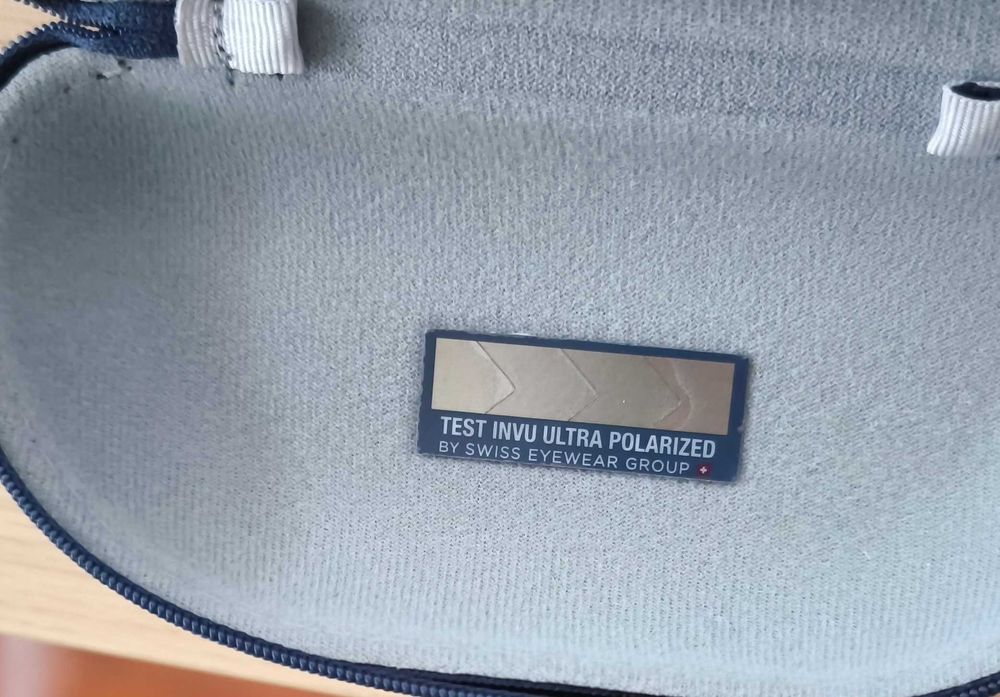 TEST INVU ULTRA POLARIZED
BY SWISS EYEWEAR GROUP